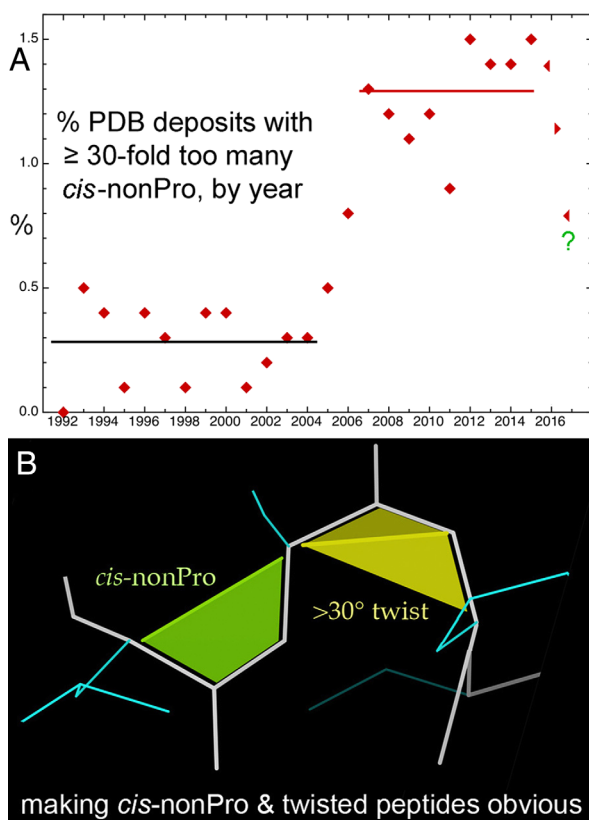 A
1.5
% PDB deposits with
≥ 30-fold too many
cis-nonPro, by year
1.0
%
?
0.5
0.0
1992 1994 1996 1998 2000 2002 2004 2006 2008 2010 2012 2014 2016
B
cis-nonPro
>30° twist
making cis-nonPro & twisted peptides obvious